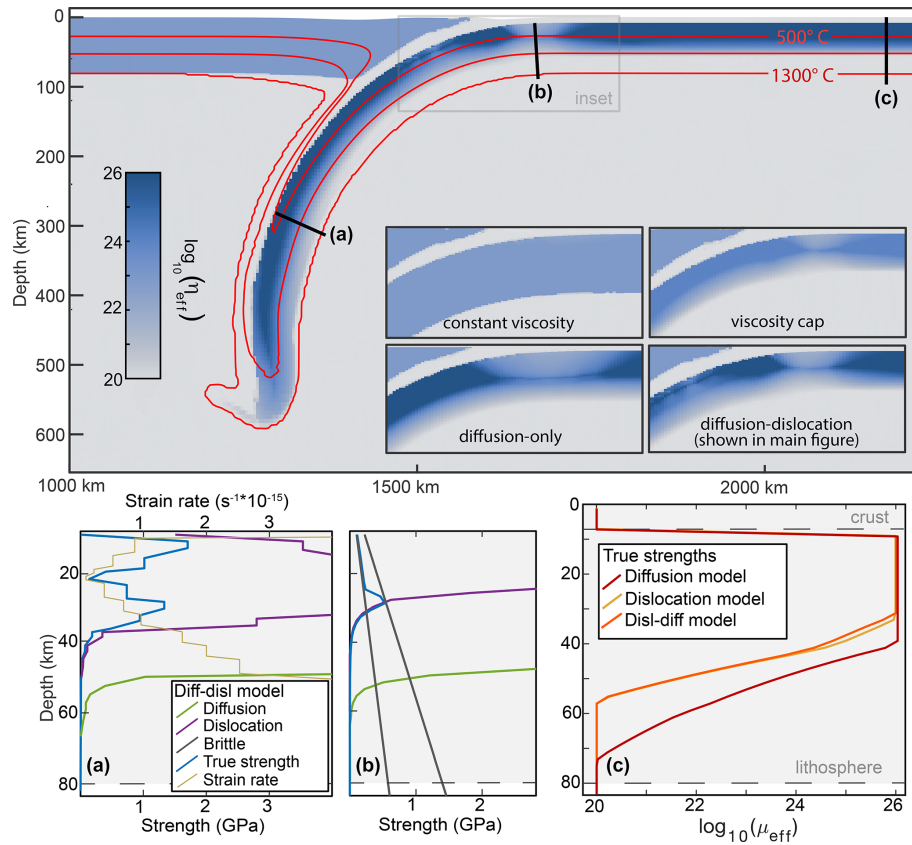 0
100
200
300
400
500
600
Depth (km)
500° C
1300° C
(b)
(c)
inset
(a)
26
24
22
20
log10(ηeff)
constant viscosity
viscosity cap
diffusion-only
diffusion-dislocation
(shown in main figure)
1000 km
1500 km
2000 km
Strain rate (s-1*10-15)
1
2
3
4
20
40
60
80
Depth (km)
Diff-disl model
Diffusion
Dislocation
Brittle
True strength
Strain rate
(a)
1
2
3
4
Strength (GPa)
(b)
1
2
Strength (GPa)
0
20
40
60
80
crust
True strengths
Diffusion model
Dislocation model
Disl-diff model
(c)
lithosphere
20
22
24
26
log10(μeff)